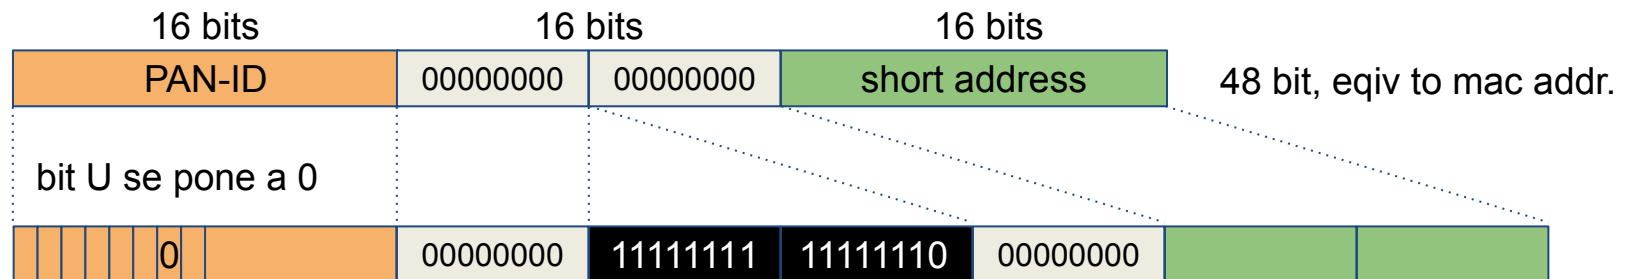 16 bits 16 bits 16 bits
PAN-ID 00000000 00000000 short address 48 bit, eqiv to mac addr.
bit U se pone a 0
0 00000000 11111111 11111110 00000000